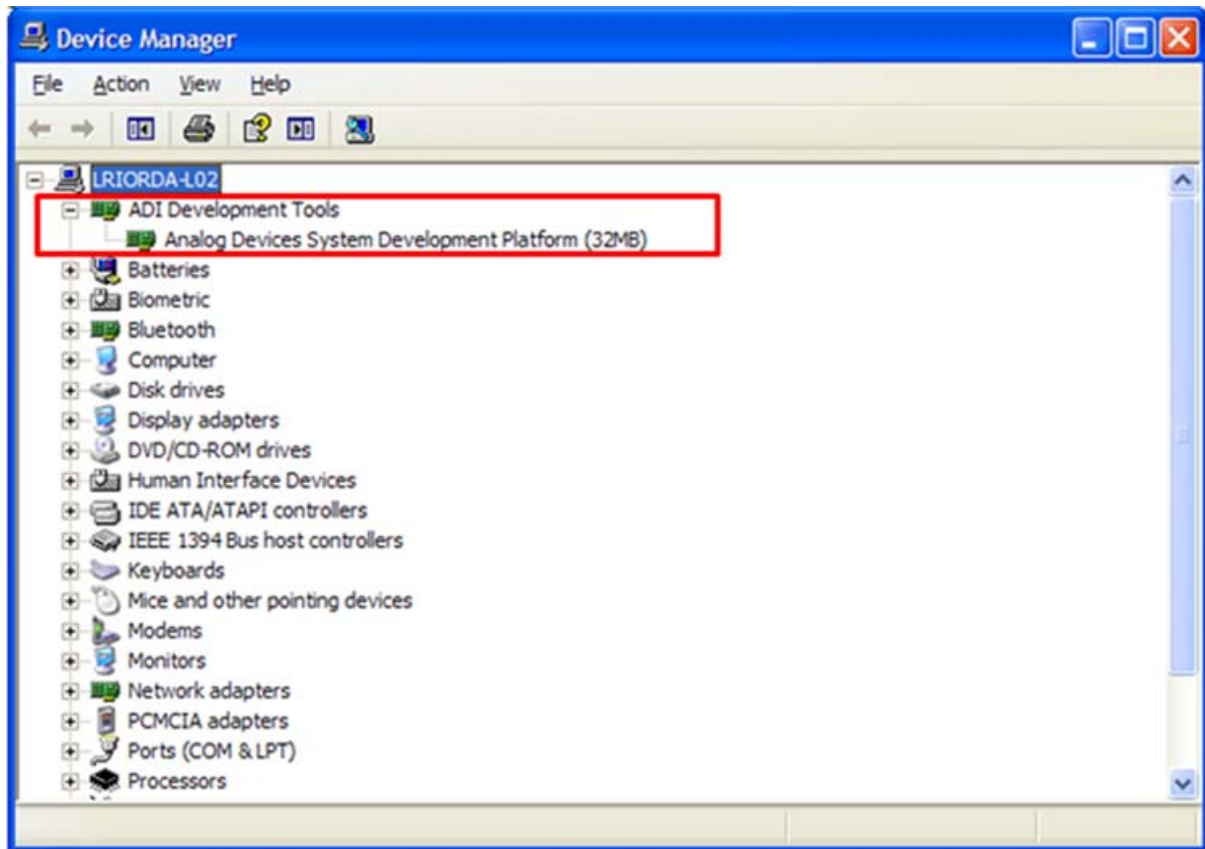 Device Manager
File Action View Help
LRIORDA-L02
ADI Development Tools
Analog Devices System Development Platform (32MB)
Batteries
Biometric
Bluetooth
Computer
Disk drives
Display adapters
DVD/CD-ROM drives
Human Interface Devices
IDE ATA/ATAPI controllers
IEEE 1394 Bus host controllers
Keyboards
Mice and other pointing devices
Modems
Monitors
Network adapters
PCMCIA adapters
Ports (COM & LPT)
Processors